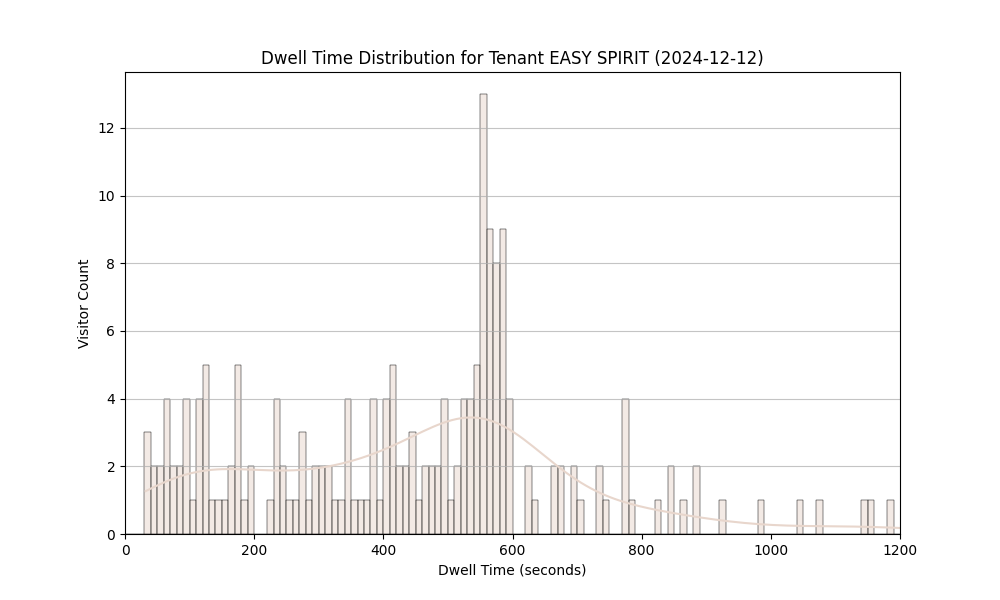 Dwell Time Distribution for Tenant EASY SPIRIT (2024-12-12)
Visitor Count
12
10
8
6
4
2
0
0 200 400 600 800 1000 1200
Dwell Time (seconds)